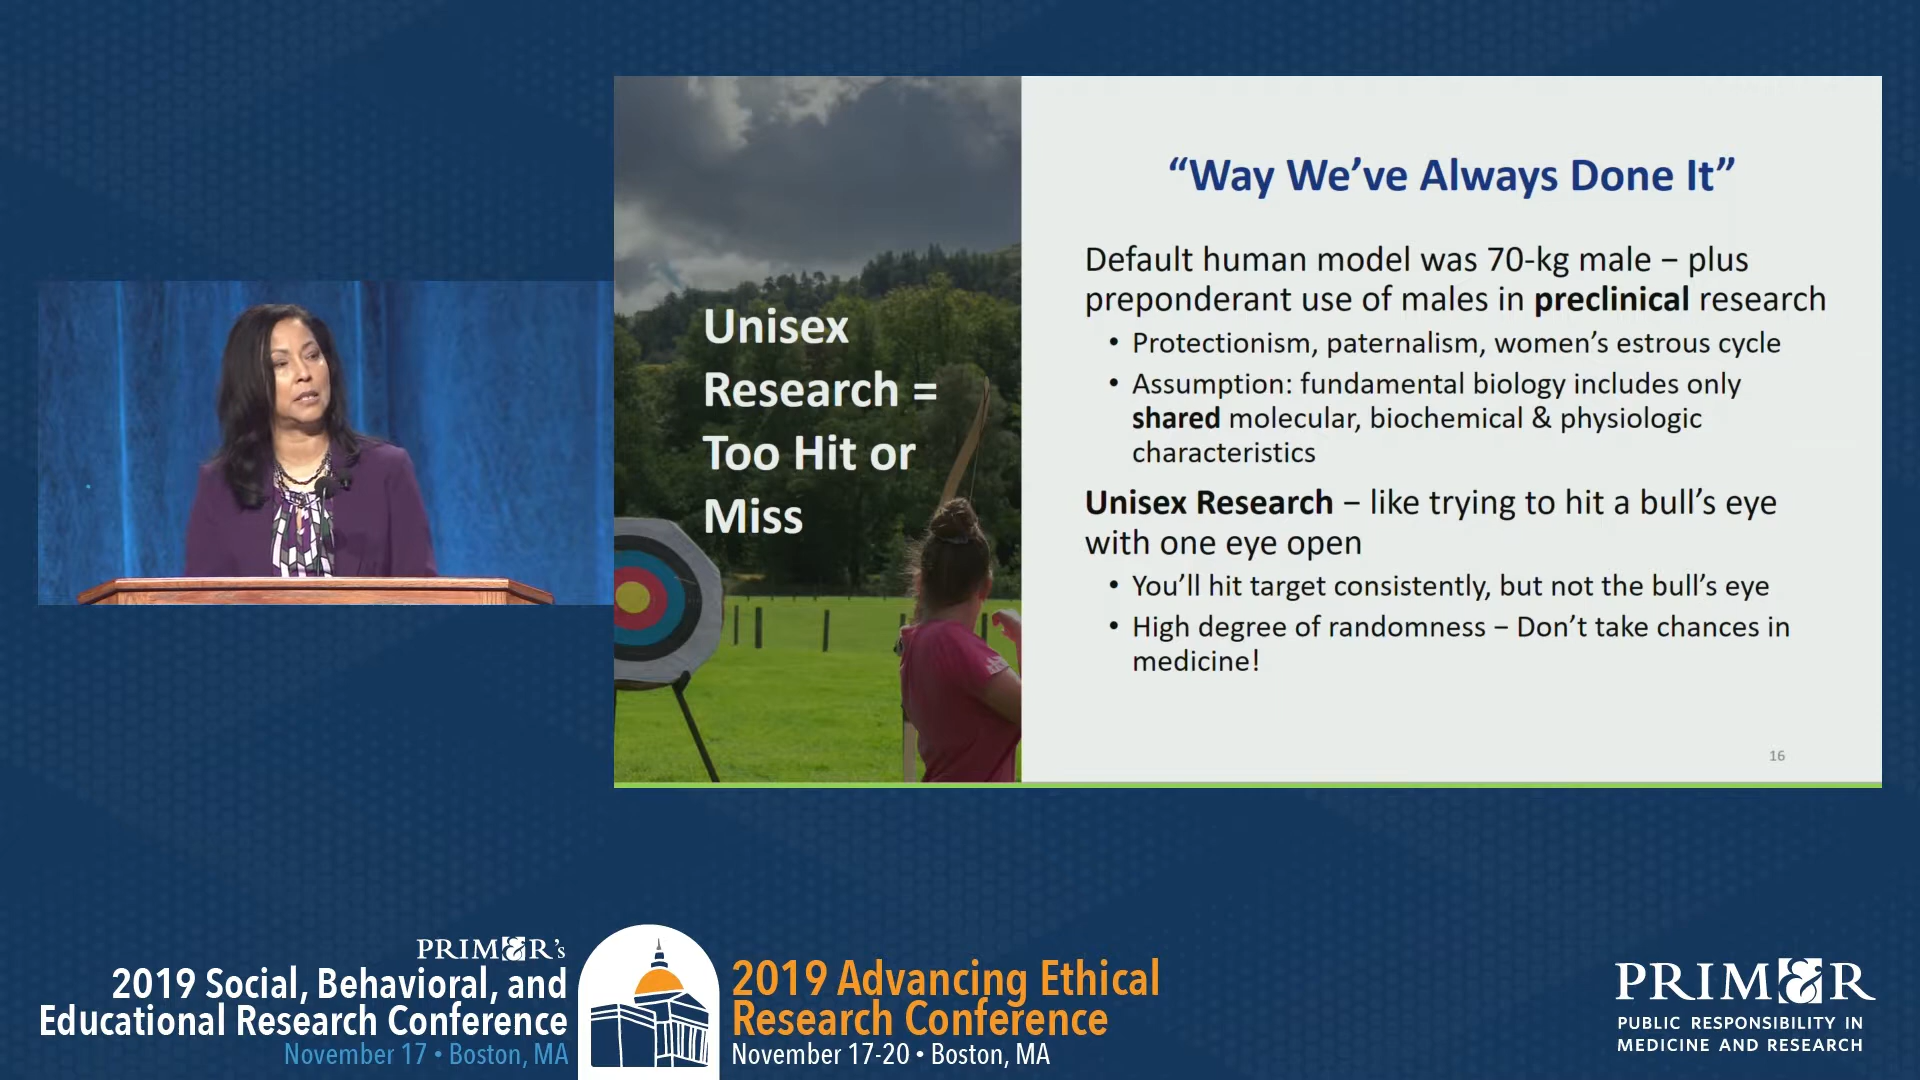 Unisex
Research =
Too Hit or
Miss
“Way We’ve Always Done It”
Default human model was 70-kg male – plus
preponderant use of males in preclinical research
• Protectionism, paternalism, women’s estrous cycle
• Assumption: fundamental biology includes only
shared molecular, biochemical & physiologic
characteristics
Unisex Research – like trying to hit a bull’s eye
with one eye open
• You’ll hit target consistently, but not the bull’s eye
• High degree of randomness – Don’t take chances in
medicine!
16
PRIM&R’s
2019 Social, Behavioral, and
Educational Research Conference
November 17 • Boston, MA
2019 Advancing Ethical
Research Conference
November 17-20 • Boston, MA
PRIM&R
PUBLIC RESPONSIBILITY IN
MEDICINE AND RESEARCH